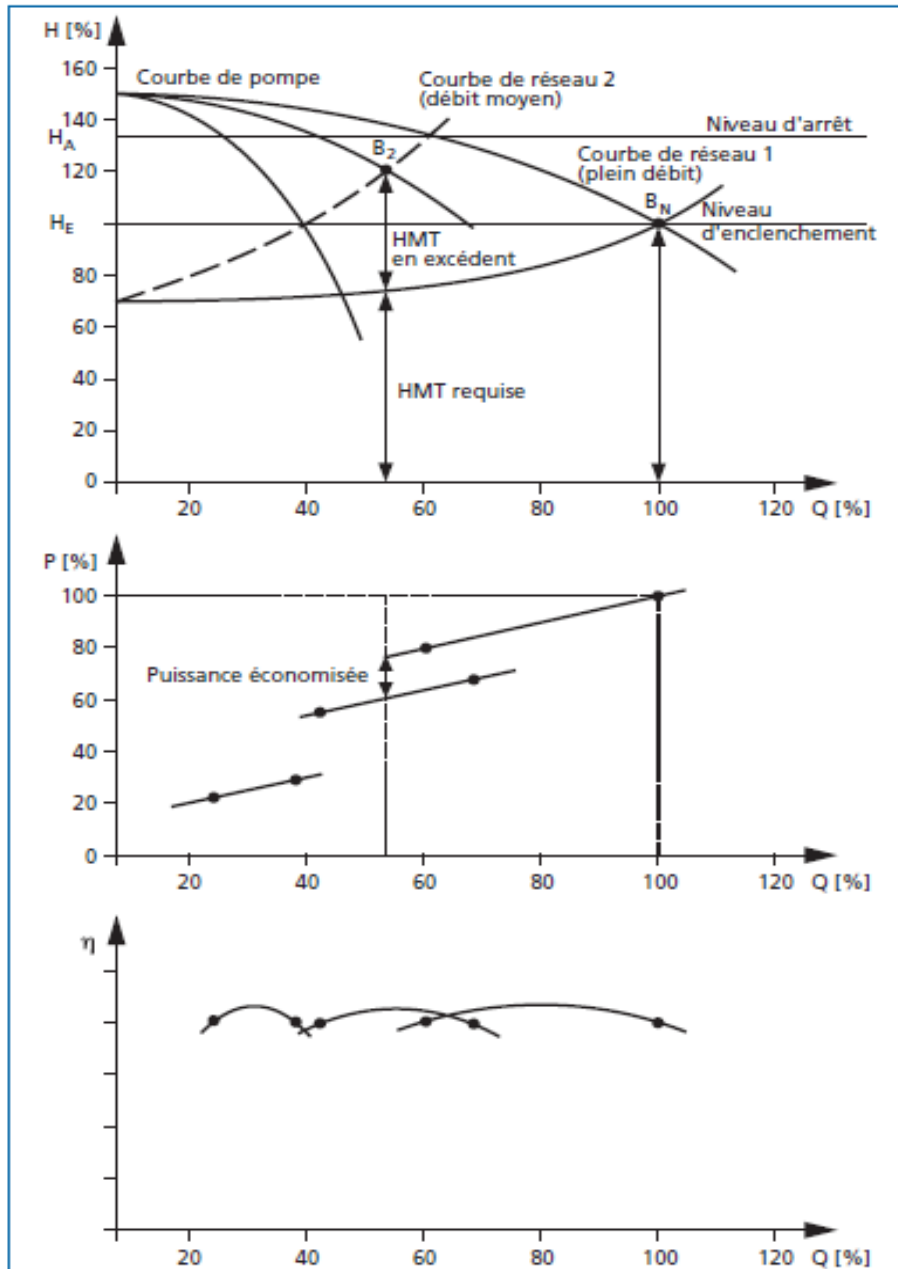 H [%]
160
Courbe de pompe
Courbe de réseau 2
(débit moyen)
140
H_A
Niveau d'arrêt
B_2
120
Courbe de réseau 1
(plein débit)
B_N
H_E
Niveau
d'enclenchement
HMT
en excédent
80
60
40
HMT requise
20
0
20 40 60 80 100 120 Q [%]
P [%]
100
80
Puissance économisée
60
40
20
0
20 40 60 80 100 120 Q [%]
η
20 40 60 80 100 120 Q [%]